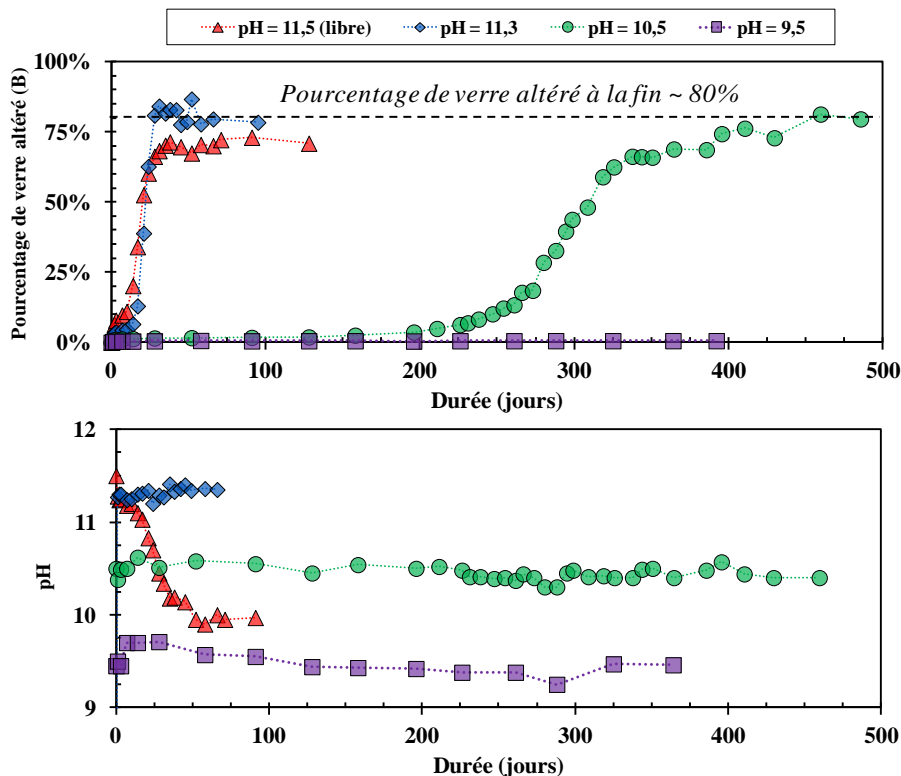 pH = 11,5 (libre) pH = 11,3 pH = 10,5 pH = 9,5
100%
75%
50%
25%
0%
Pourcentage de verre altéré (B)
Pourcentage de verre altéré à la fin ~ 80%
0 100 200 300 400 500
Durée (jours)
12
11
10
9
pH
0 100 200 300 400 500
Durée (jours)